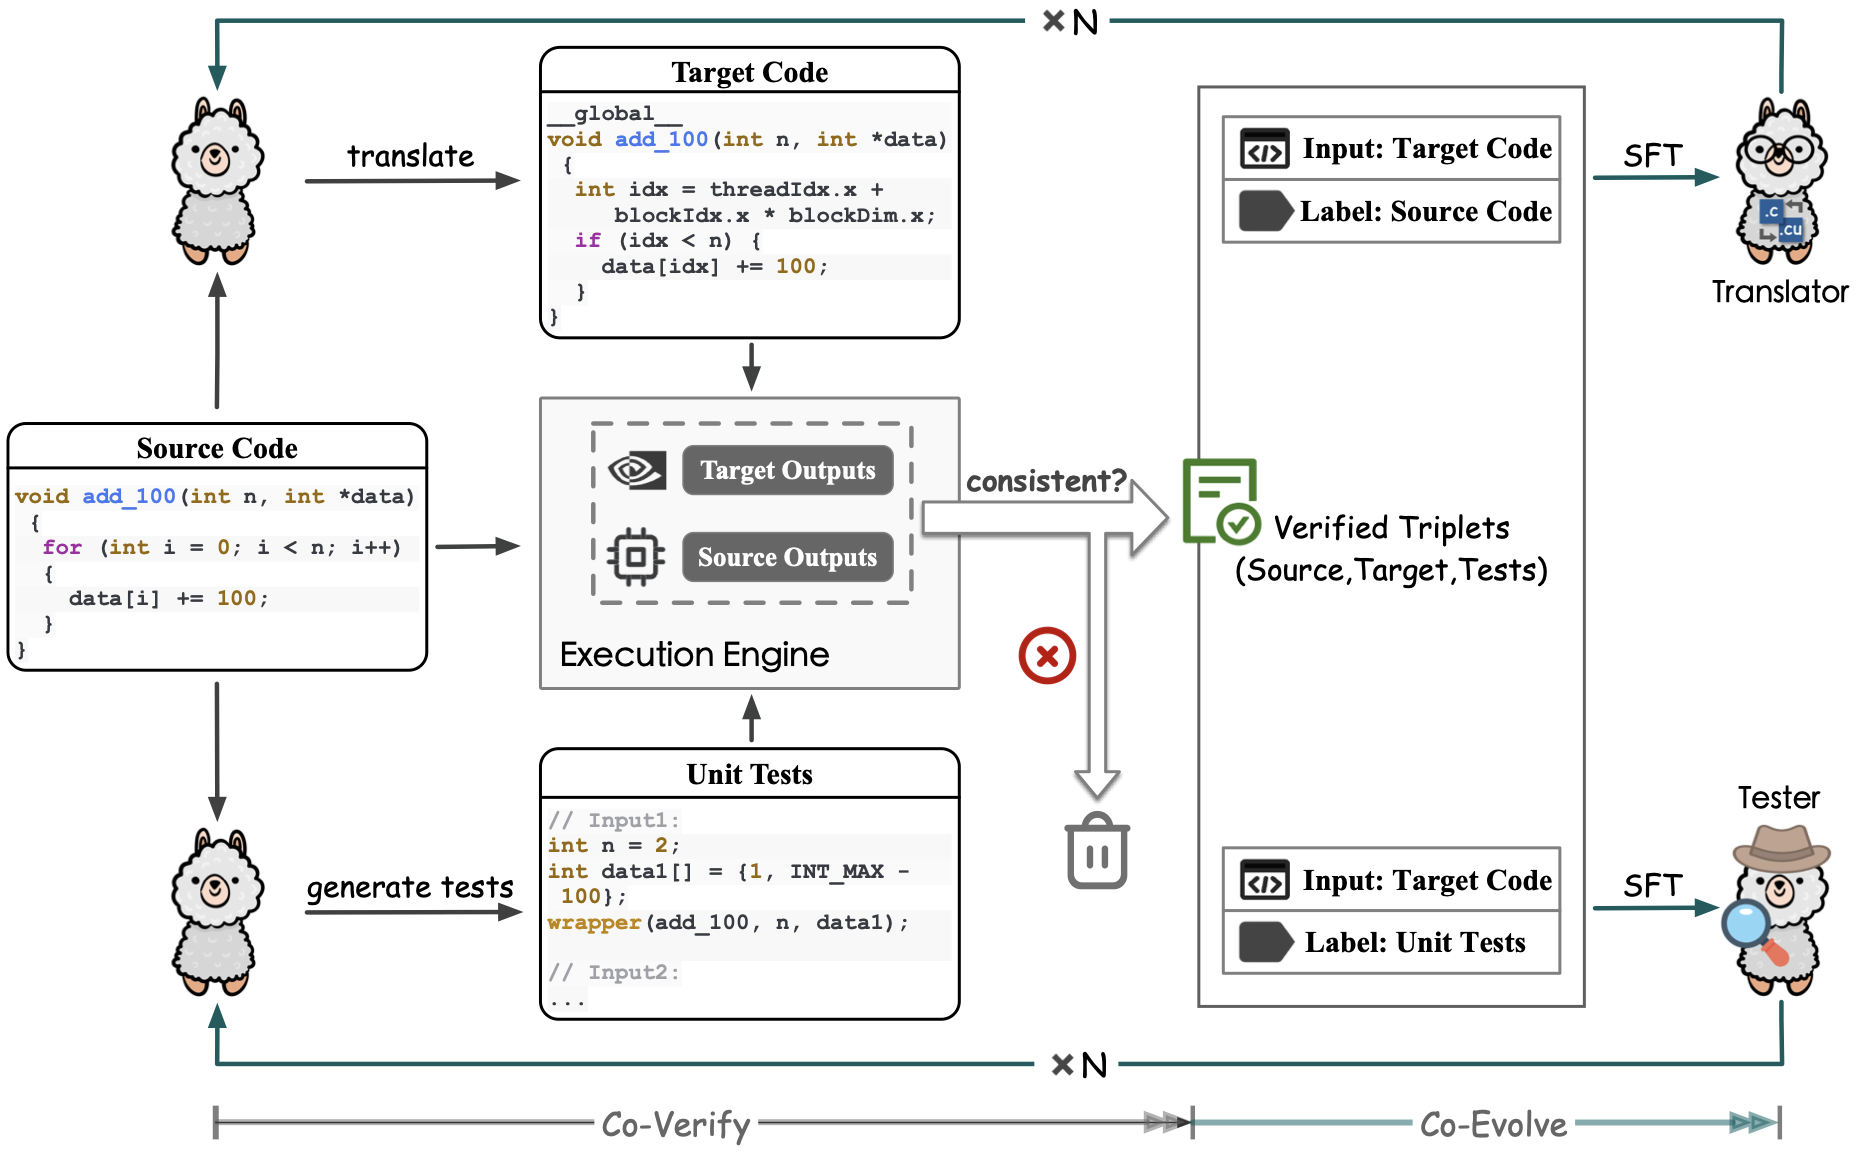 × N
Target Code
__global__
void add_100(int n, int *data)
{
int idx = threadIdx.x +
blockIdx.x * blockDim.x;
if (idx < n) {
data[idx] += 100;
}
}
translate
Input: Target Code
Label: Source Code
SFT
.c
.cu
Translator
Source Code
void add_100(int n, int *data)
{
for (int i = 0; i < n; i++)
{
data[i] += 100;
}
}
Target Outputs
Source Outputs
Execution Engine
consistent?
Verified Triplets
(Source,Target,Tests)
generate tests
Unit Tests
// Input1:
int n = 2;
int data1[] = {1, INT_MAX -
100};
wrapper(add_100, n, data1);
// Input2:
...
Input: Target Code
Label: Unit Tests
SFT
Tester
× N
Co-Verify
Co-Evolve